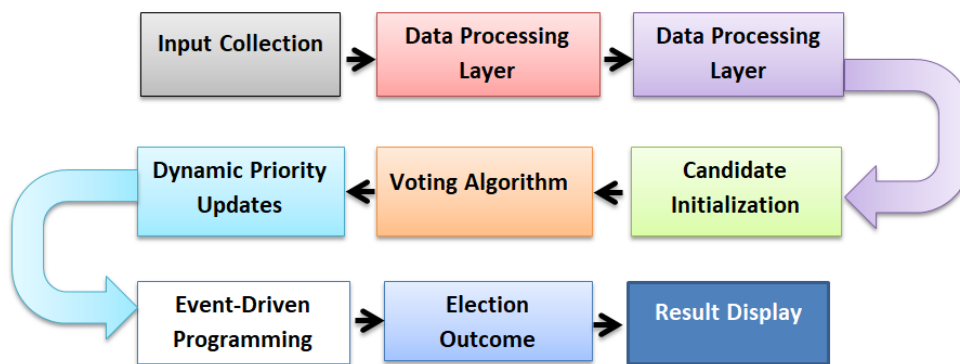 Input Collection
Data Processing
Layer
Data Processing
Layer
Candidate
Initialization
Voting Algorithm
Dynamic Priority
Updates
Event-Driven
Programming
Election
Outcome
Result Display